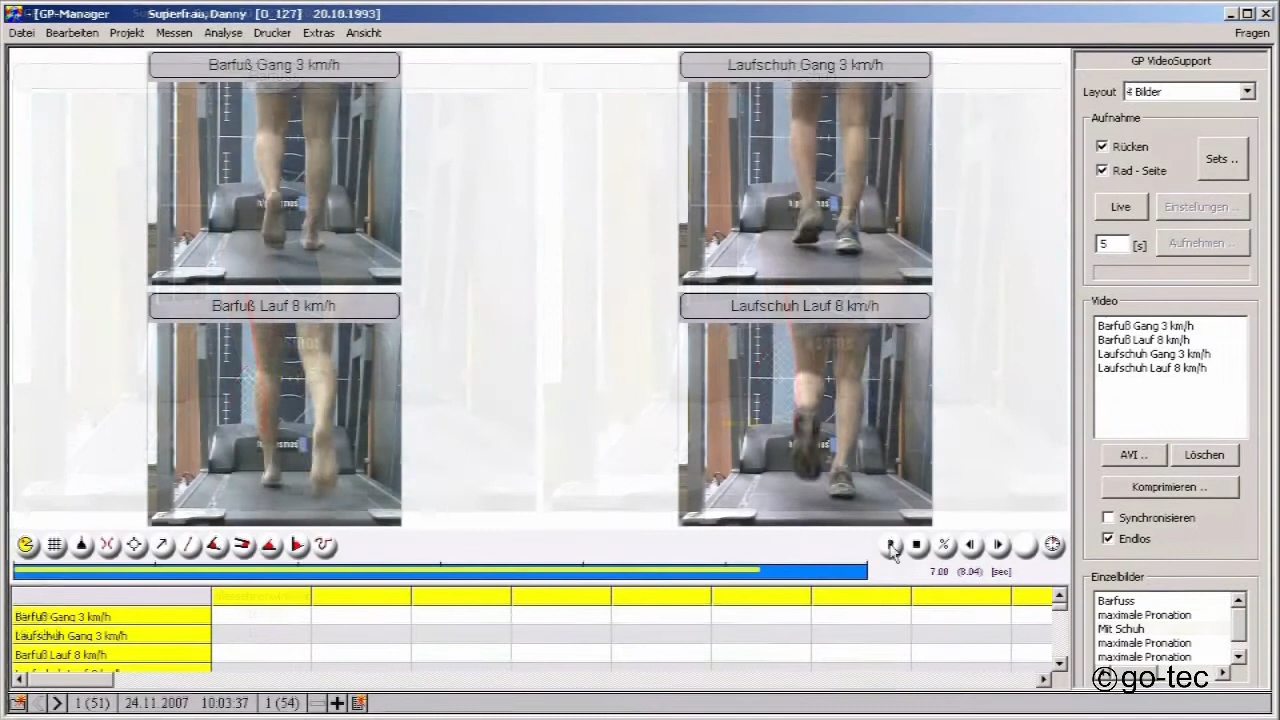 [GP-Manager Superfrau, Danny [0_127] 20.10.1993]
Datei Bearbeiten Projekt Messen Analyse Drucker Extras Ansicht Fragen
Barfuß Gang 3 km/h
Laufschuh Gang 3 km/h
Barfuß Lauf 8 km/h
Laufschuh Lauf 8 km/h
GP VideoSupport
Layout 4 Bilder
Aufnahme
Rücken
Rad - Seite
Sets ..
Live
Einstellungen ..
5 [s]
Aufnehmen ..
Video
Barfuß Gang 3 km/h
Barfuß Lauf 8 km/h
Laufschuh Gang 3 km/h
Laufschuh Lauf 8 km/h
AVI ..
Löschen
Komprimieren ..
Synchronisieren
Endlos
Einzelbilder
Barfuss
maximale Pronation
Mit Schuh
maximale Pronation
maximale Pronation
7.00 (8.04) [sec]
Barfuß Gang 3 km/h
Laufschuh Gang 3 km/h
Barfuß Lauf 8 km/h
1 (51) 24.11.2007 10:03:37 1 (54)
© go-tec